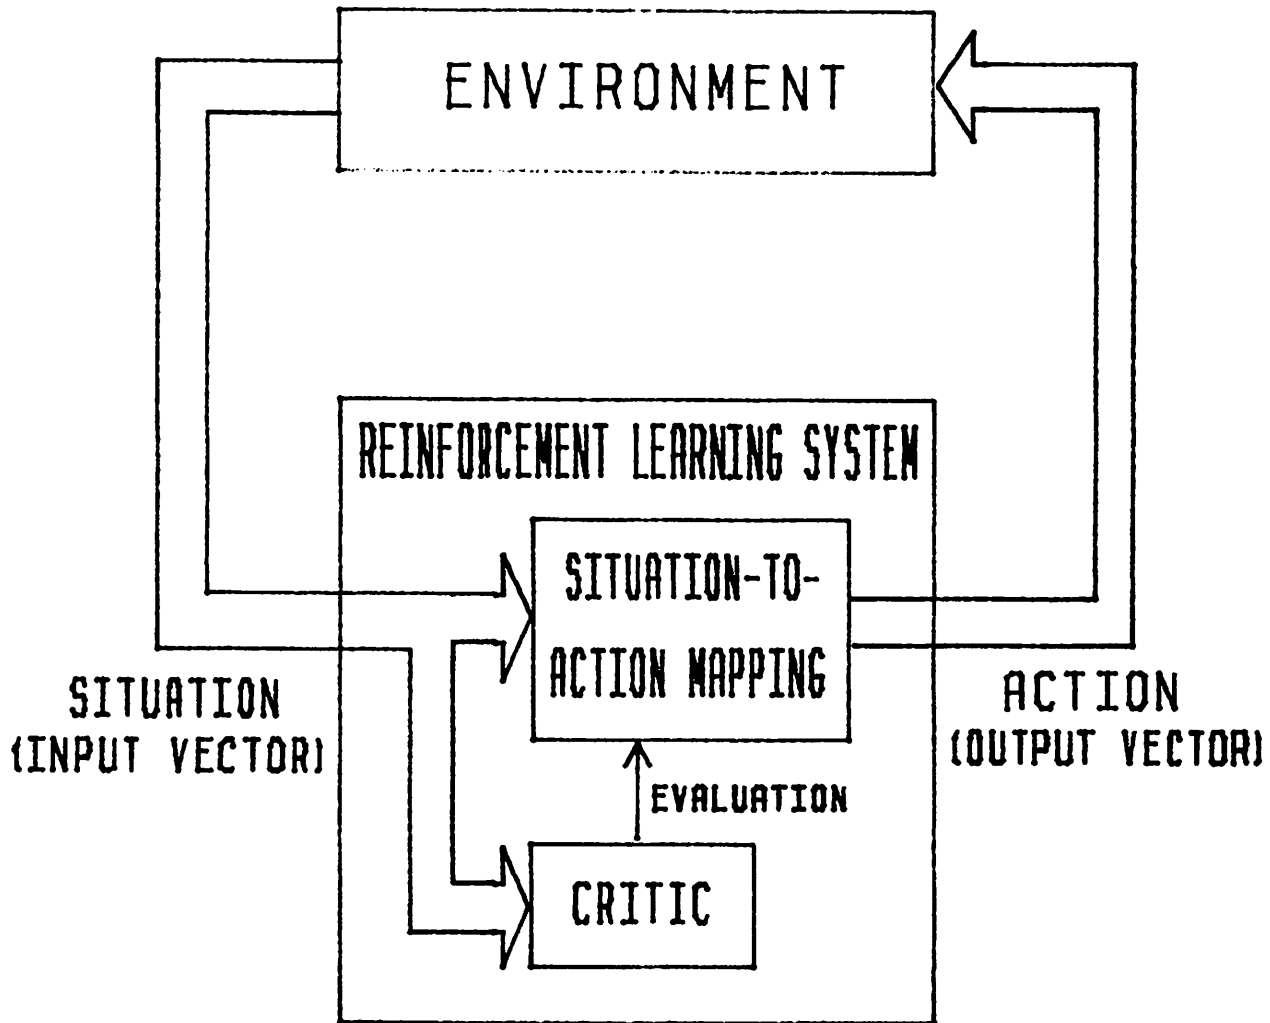 ENVIRONMENT
REINFORCEMENT LEARNING SYSTEM
SITUATION-TO-
ACTION MAPPING
SITUATION
(INPUT VECTOR)
ACTION
(OUTPUT VECTOR)
EVALUATION
CRITIC